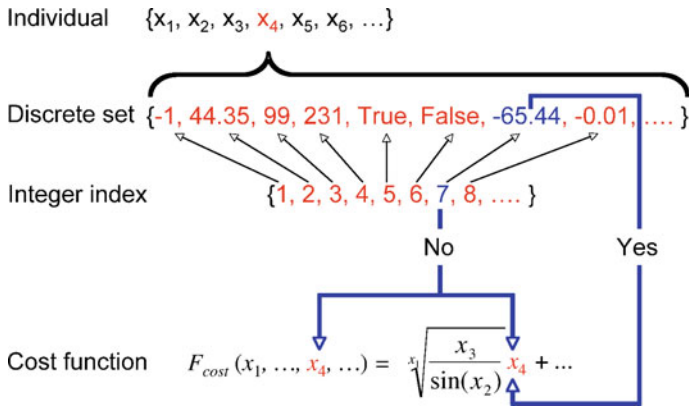 Individual {x₁, x₂, x₃, x₄, x₅, x₆, …}
Discrete set {-1, 44.35, 99, 231, True, False, -65.44, -0.01, ….}
Integer index {1, 2, 3, 4, 5, 6, 7, 8, …. }
No Yes
Cost function F_cost (x₁, …, x₄, …) = ˣ¹√(x₃ / sin(x₂)) x₄ + ...